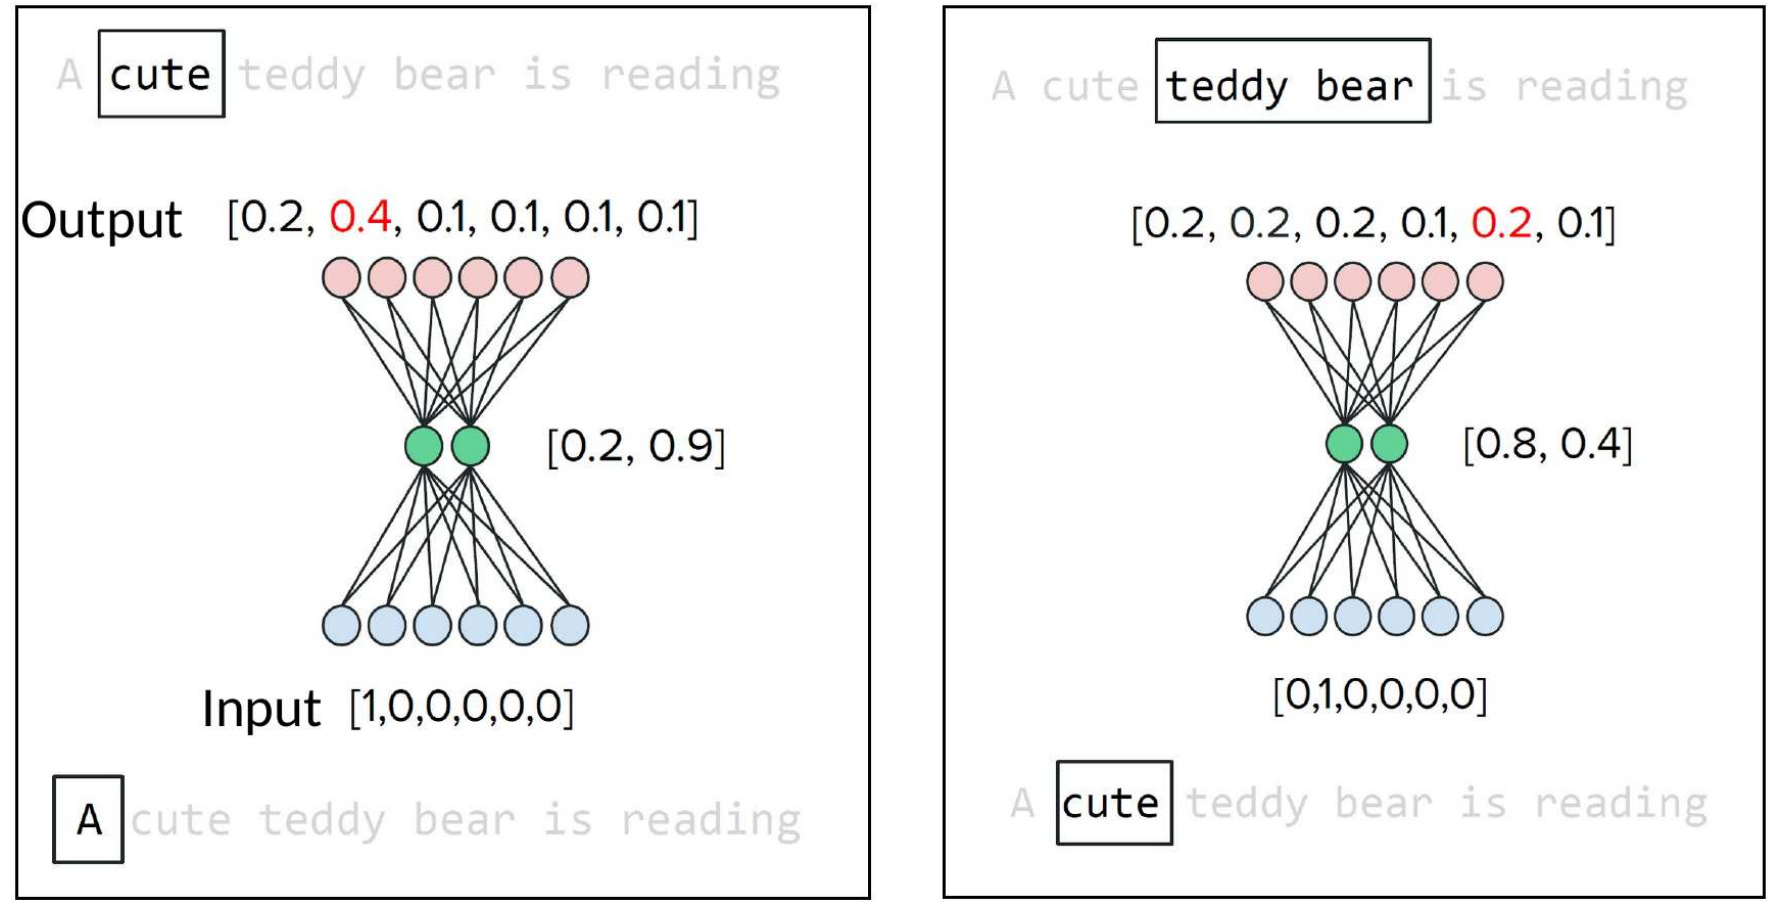 A cute teddy bear is reading
Output [0.2, 0.4, 0.1, 0.1, 0.1, 0.1]
[0.2, 0.9]
Input [1,0,0,0,0,0]
A cute teddy bear is reading
A cute teddy bear is reading
[0.2, 0.2, 0.2, 0.1, 0.2, 0.1]
[0.8, 0.4]
[0,1,0,0,0,0]
A cute teddy bear is reading